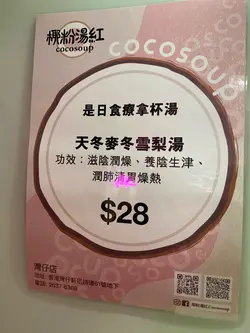 棵粉湯紅
cocosoup
COCOSOUP
是日食療拿杯湯
天冬麥冬雪梨湯
功效：滋陰潤燥、養陰生津、
潤肺清胃燥熱
$28
灣仔店